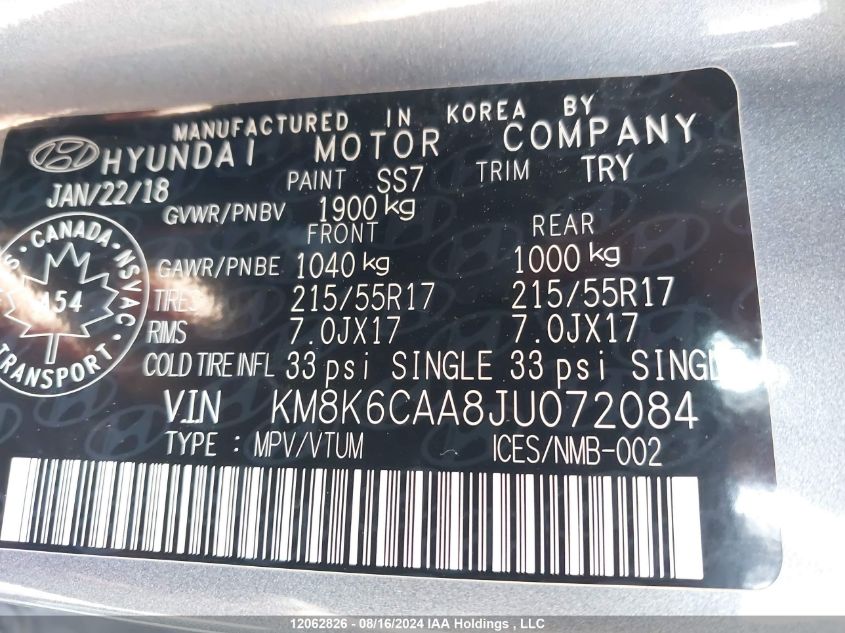 MANUFACTURED IN KOREA BY
HYUNDAI MOTOR COMPANY
JAN/22/18 PAINT SS7 TRIM TRY
GVWR/PNBV 1900 kg
FRONT REAR
GAWR/PNBE 1040 kg 1000 kg
TIRES 215/55R17 215/55R17
RIMS 7.0JX17 7.0JX17
COLD TIRE INFL 33 psi SINGLE 33 psi SINGL
VIN KM8K6CAA8JU072084
TYPE : MPV/VTUM ICES/NMB-002
CANADA NSVAC
A54
TRANSPORT
12062826 - 08/16/2024 IAA Holdings , LLC